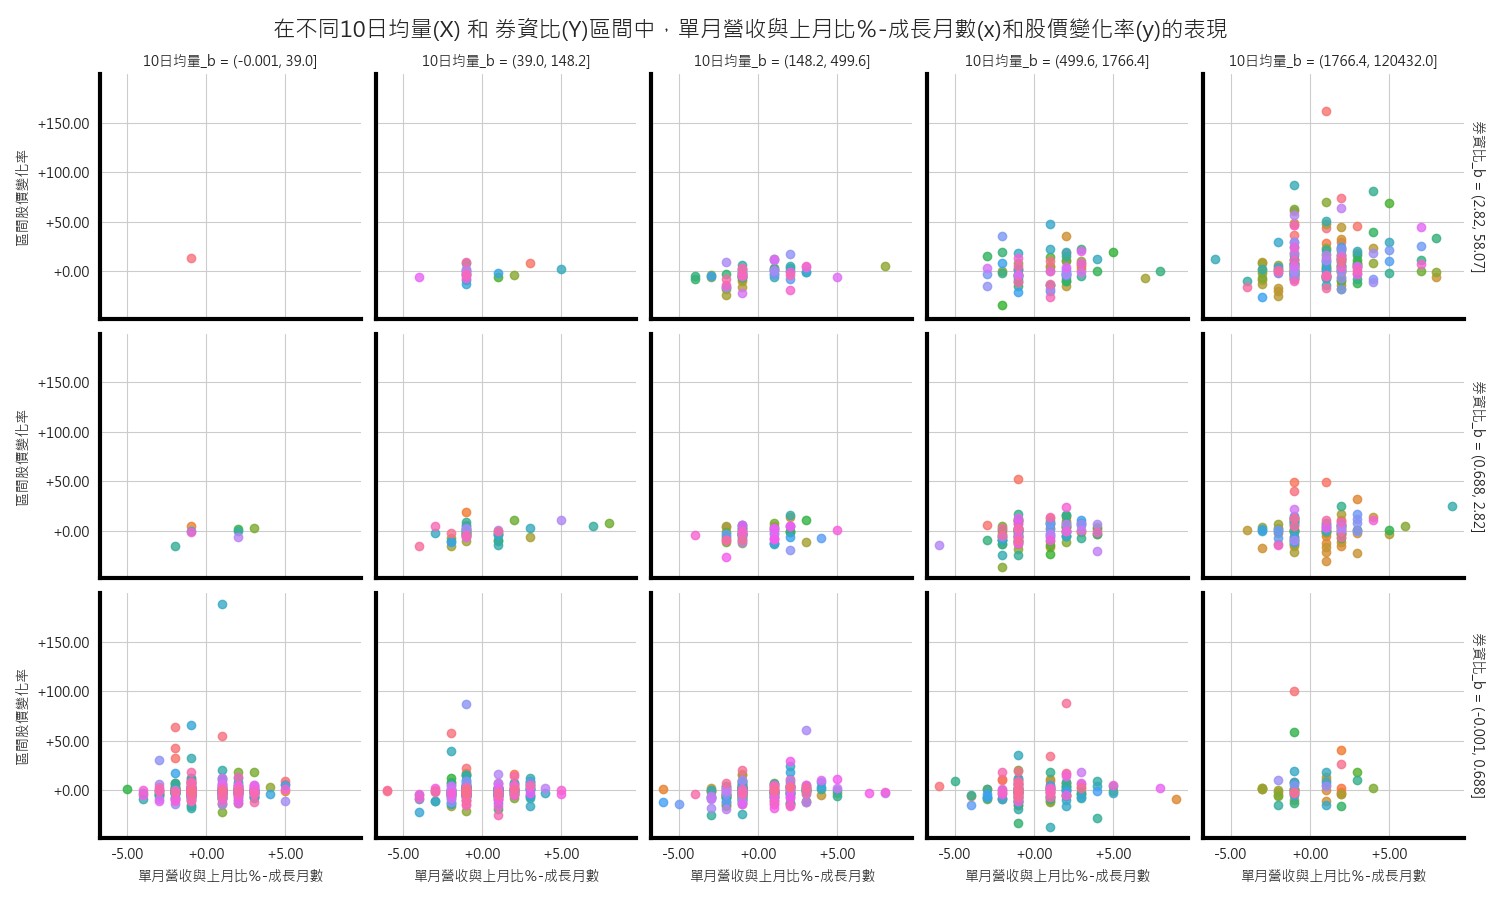 在不同10日均量(X) 和 券資比(Y)區間中，單月營收與上月比%-成長月數(x)和股價變化率(y)的表現
10日均量_b = (-0.001, 39.0]
10日均量_b = (39.0, 148.2]
10日均量_b = (148.2, 499.6]
10日均量_b = (499.6, 1766.4]
10日均量_b = (1766.4, 120432.0]
區間股價變化率
+150.00
+100.00
+50.00
+0.00
券資比_b = (2.82, 58.07]
區間股價變化率
+150.00
+100.00
+50.00
+0.00
券資比_b = (0.688, 2.82]
區間股價變化率
+150.00
+100.00
+50.00
+0.00
券資比_b = (-0.001, 0.688]
-5.00 +0.00 +5.00
-5.00 +0.00 +5.00
-5.00 +0.00 +5.00
-5.00 +0.00 +5.00
-5.00 +0.00 +5.00
單月營收與上月比%-成長月數
單月營收與上月比%-成長月數
單月營收與上月比%-成長月數
單月營收與上月比%-成長月數
單月營收與上月比%-成長月數